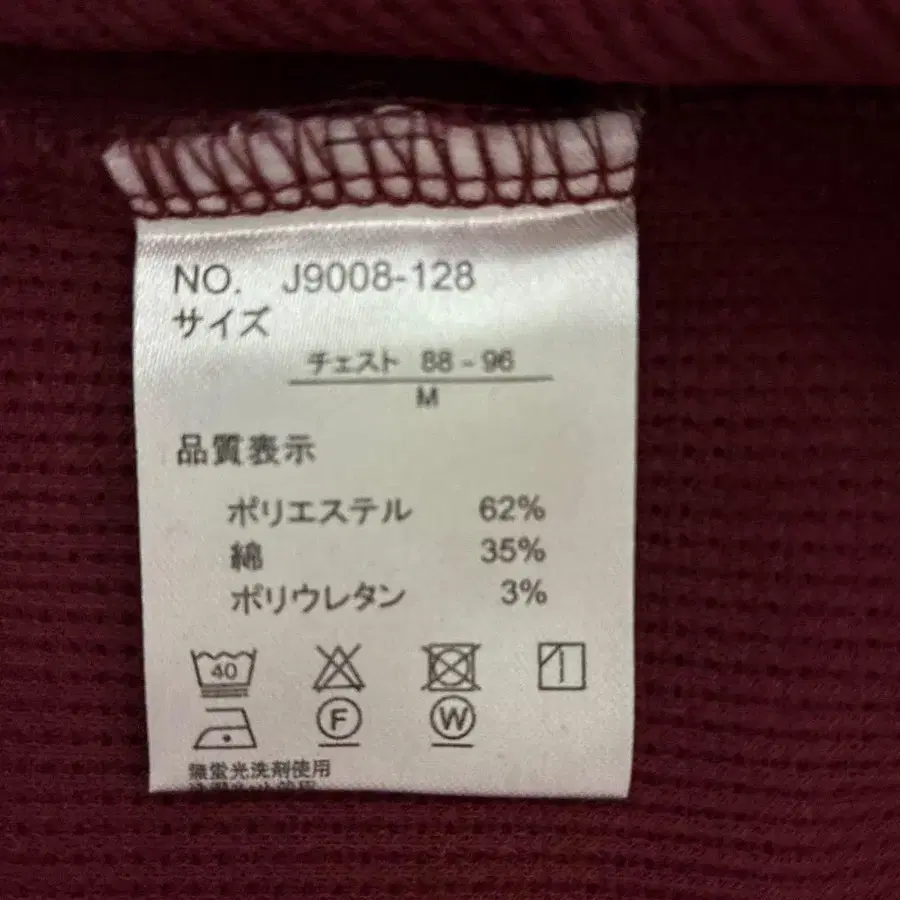 NO. J9008-128
サイズ
チェスト 88 - 96
M
品質表示
ポリエステル 62%
綿 35%
ポリウレタン 3%
40
F W
無蛍光洗剤使用